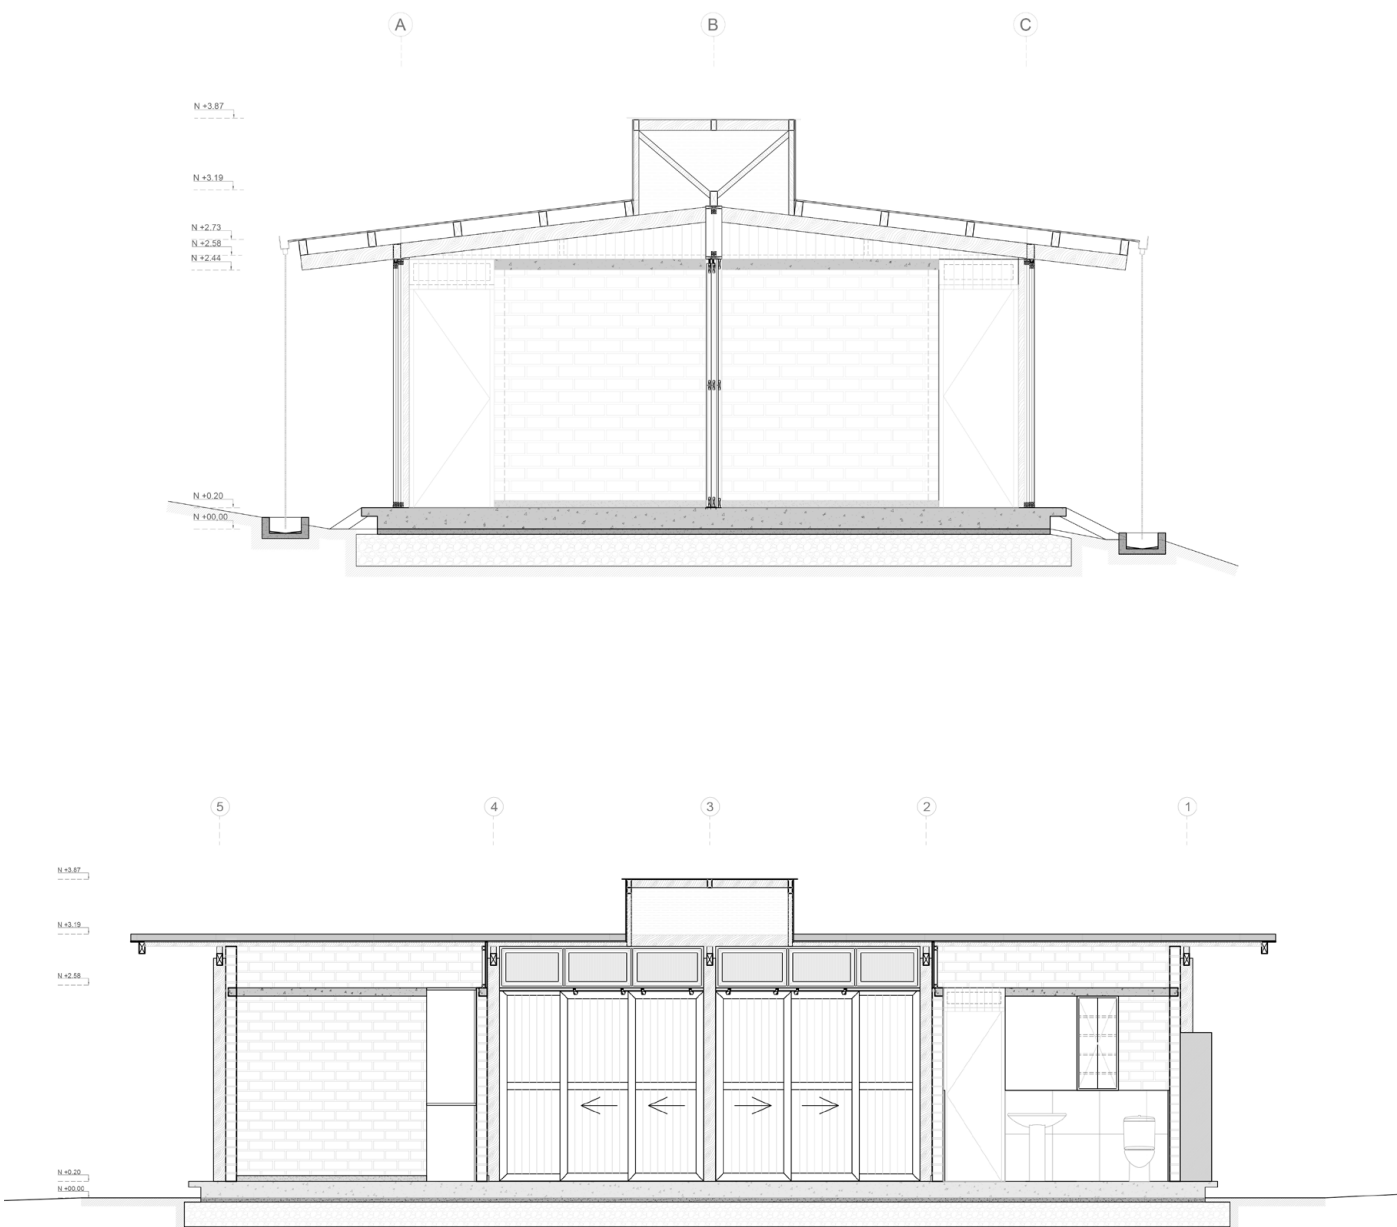 A B C
N +3.87
N +3.19
N +2.73
N +2.58
N +2.44
N +0.20
N +00.00
5 4 3 2 1
N +3.87
N +3.19
N +2.58
N +0.20
N +00.00